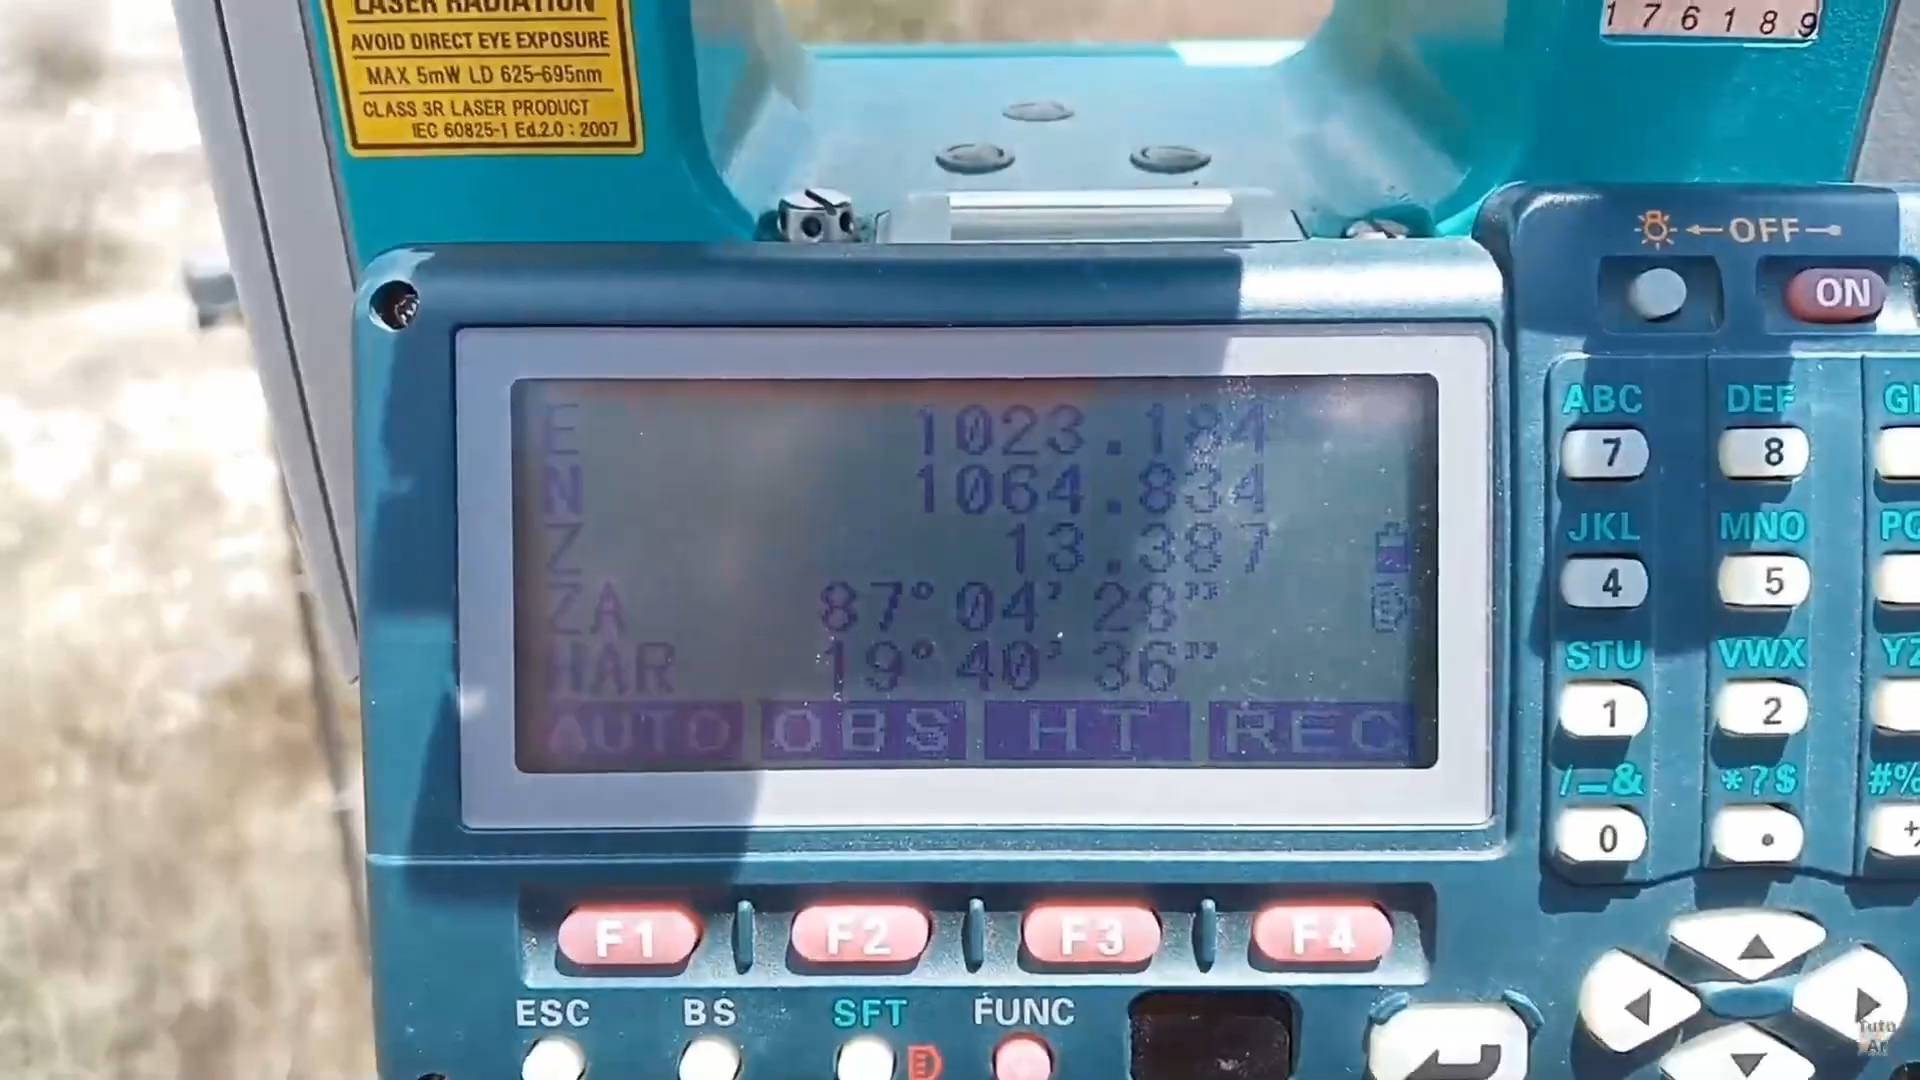 LASER RADIATION
AVOID DIRECT EYE EXPOSURE
MAX 5mW LD 625-695nm
CLASS 3R LASER PRODUCT
IEC 60825-1 Ed.2.0 : 2007
176189
←OFF
ON
E 1023.184
N 1064.834
Z 13.387
ZA 87°04'28"
HAR 19°40'36"
AUTO OBS HT REC
ABC DEF
7 8
JKL MNO
4 5
STU VWX
1 2
/_& *?$ #%
0 .
F1 F2 F3 F4
ESC BS SFT FUNC